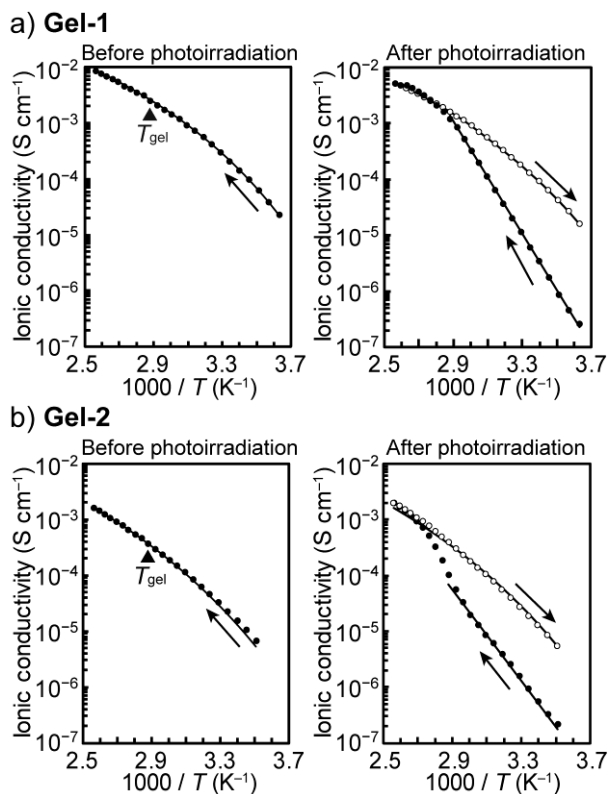 a) Gel-1
Before photoirradiation
After photoirradiation
Ionic conductivity (S cm⁻¹)
10⁻²
10⁻³
10⁻⁴
10⁻⁵
10⁻⁶
10⁻⁷
Tgel
2.5 2.9 3.3 3.7
1000 / T (K⁻¹)
Ionic conductivity (S cm⁻¹)
10⁻²
10⁻³
10⁻⁴
10⁻⁵
10⁻⁶
10⁻⁷
2.5 2.9 3.3 3.7
1000 / T (K⁻¹)
b) Gel-2
Before photoirradiation
After photoirradiation
Ionic conductivity (S cm⁻¹)
10⁻²
10⁻³
10⁻⁴
10⁻⁵
10⁻⁶
10⁻⁷
Tgel
2.5 2.9 3.3 3.7
1000 / T (K⁻¹)
Ionic conductivity (S cm⁻¹)
10⁻²
10⁻³
10⁻⁴
10⁻⁵
10⁻⁶
10⁻⁷
2.5 2.9 3.3 3.7
1000 / T (K⁻¹)